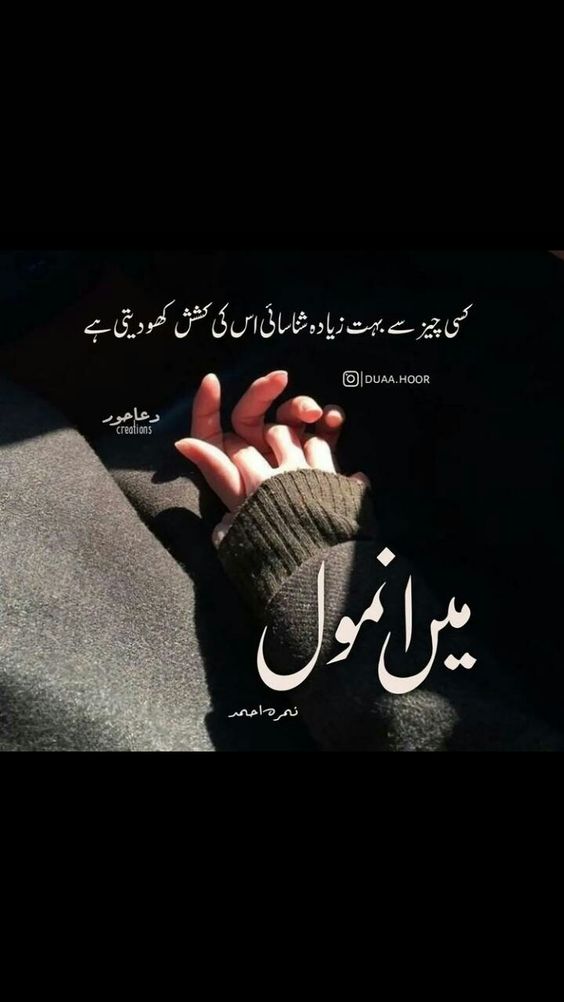 کسی چیز سے بہت زیادہ شناسائی اس کی کشش کھو دیتی ہے
DUAA.HOOR
دعا حور
creations
میں انمول
نمرہ احمد